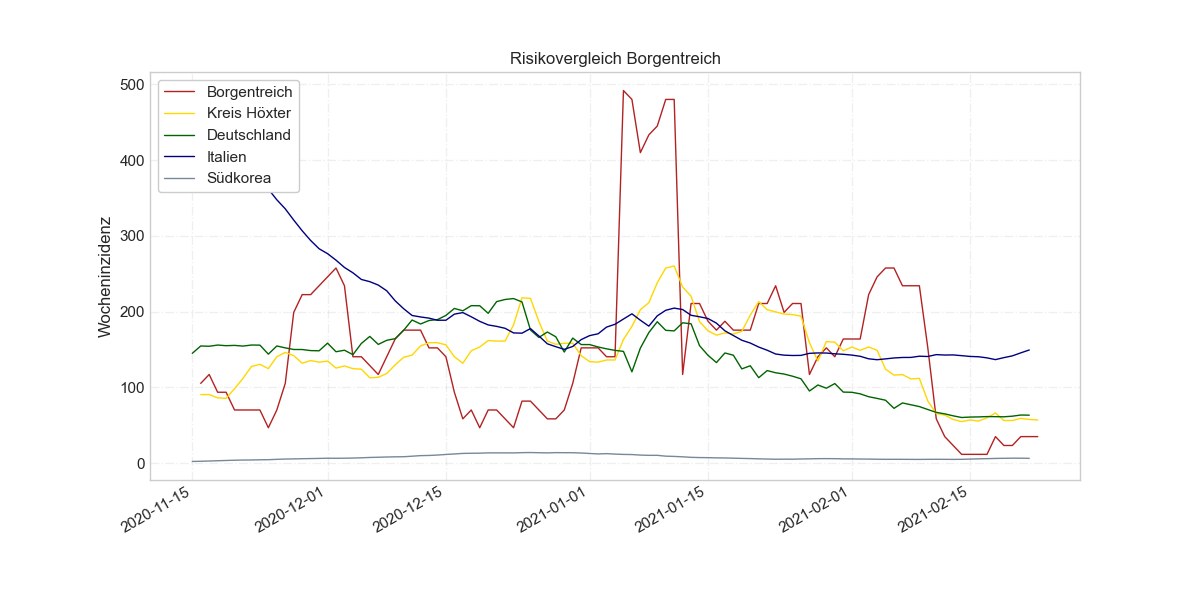 Risikovergleich Borgentreich
Wocheninzidenz
500
400
300
200
100
0
Borgentreich
Kreis Höxter
Deutschland
Italien
Südkorea
2020-11-15
2020-12-01
2020-12-15
2021-01-01
2021-01-15
2021-02-01
2021-02-15